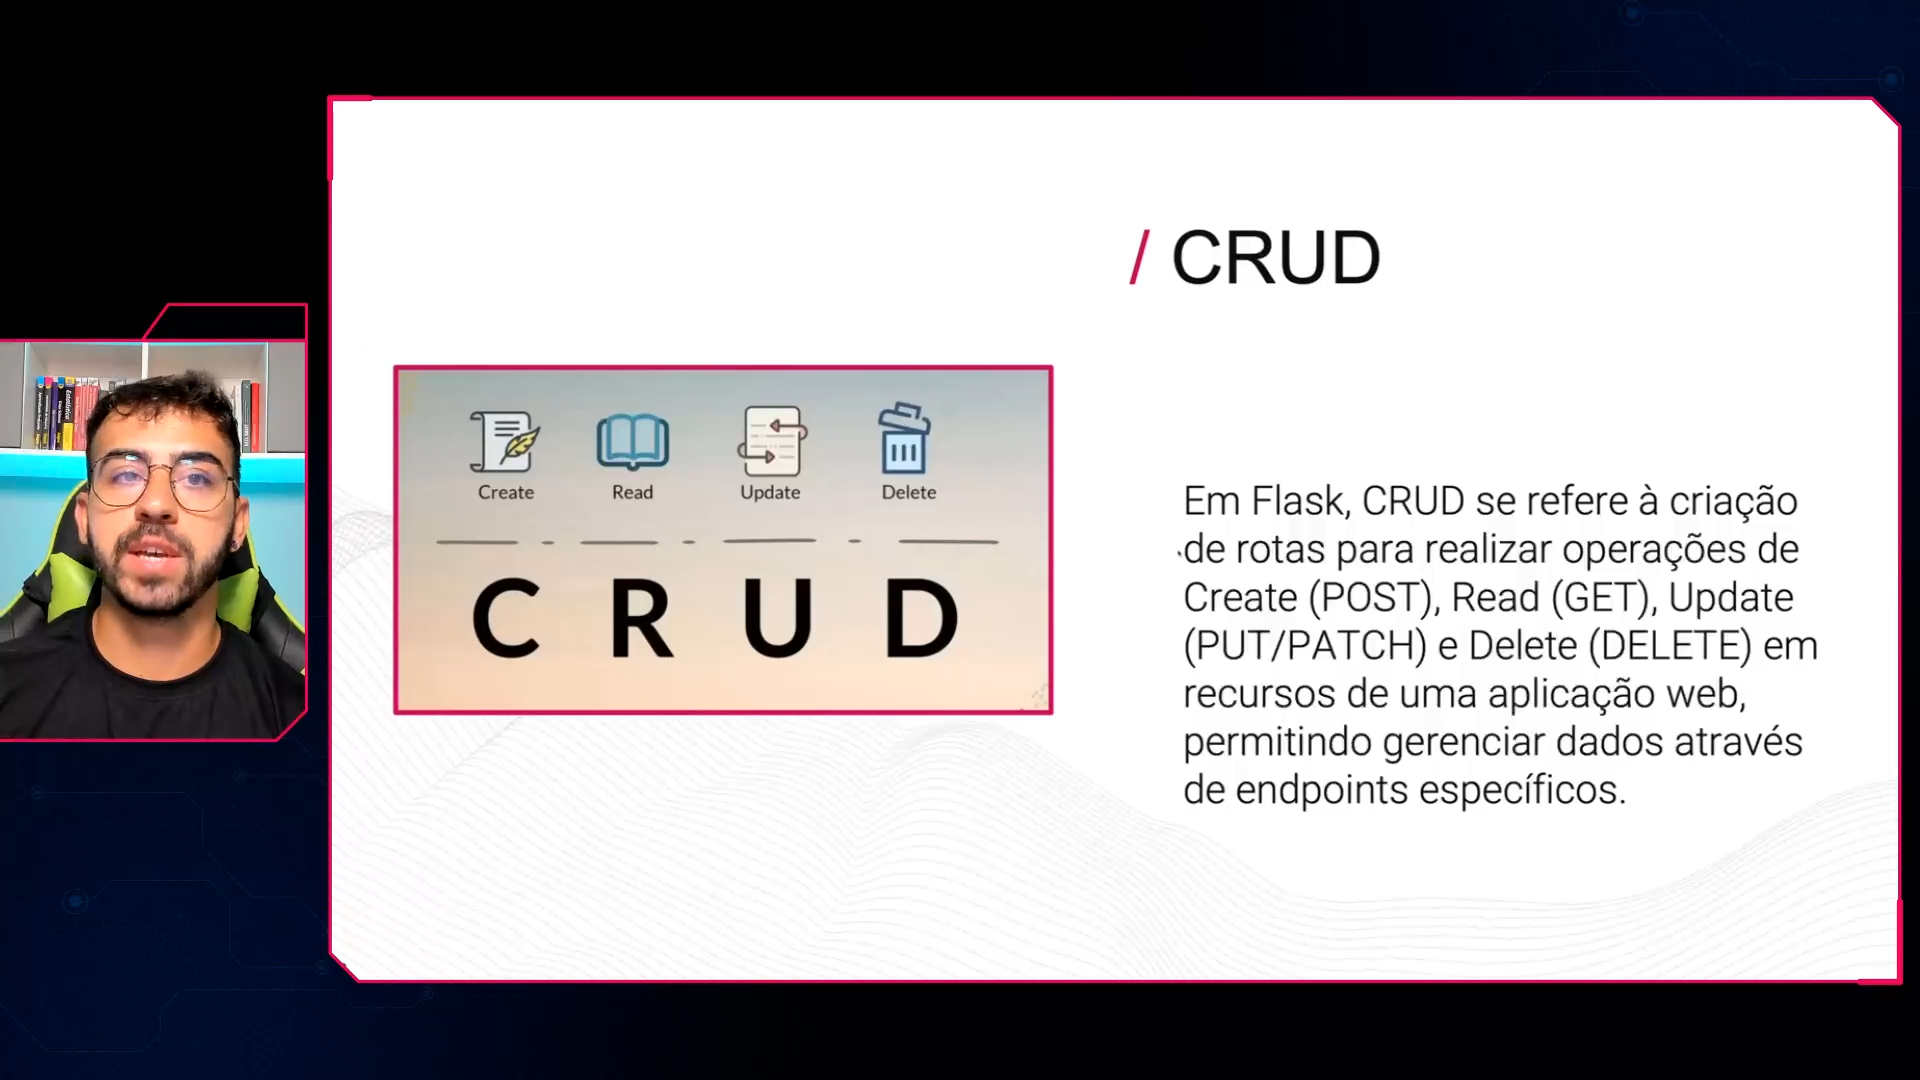 / CRUD
Create Read Update Delete
C R U D
Em Flask, CRUD se refere à criação
de rotas para realizar operações de
Create (POST), Read (GET), Update
(PUT/PATCH) e Delete (DELETE) em
recursos de uma aplicação web,
permitindo gerenciar dados através
de endpoints específicos.